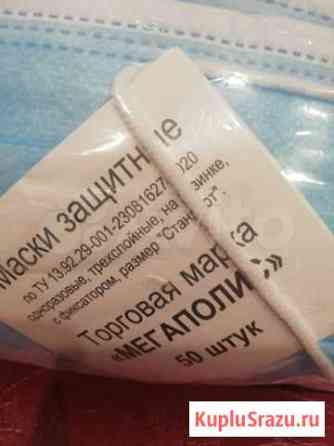 Маски защитные
по ТУ 13.92.29-001-2308162 2020
одноразовые, трехслойные, на резинке,
с фиксатором, размер "Стандарт".
Торговая марка
«МЕГАПОЛИС»
50 штук
KupluSrazu.ru